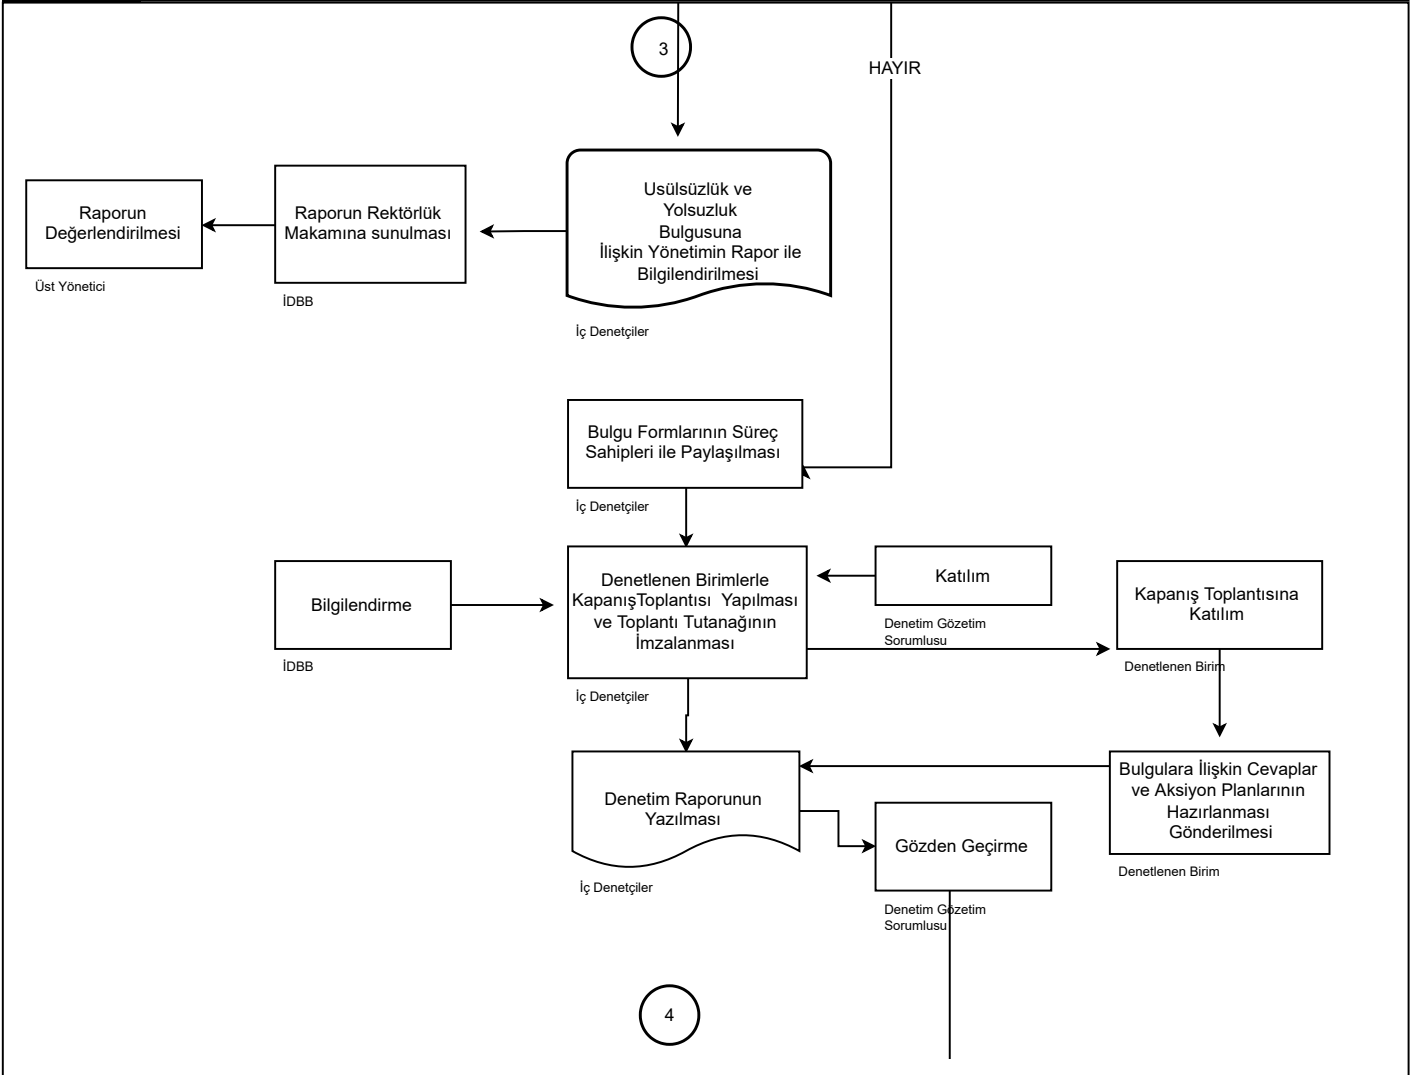 3
HAYIR
Usülsüzlük ve
Yolsuzluk
Bulgusuna
İlişkin Yönetimin Rapor ile
Bilgilendirilmesi
İç Denetçiler
Raporun Rektörlük
Makamına sunulması
İDBB
Raporun
Değerlendirilmesi
Üst Yönetici
Bulgu Formlarının Süreç
Sahipleri ile Paylaşılması
İç Denetçiler
Bilgilendirme
İDBB
Denetlenen Birimlerle
KapanışToplantısı Yapılması
ve Toplantı Tutanağının
İmzalanması
İç Denetçiler
Katılım
Denetim Gözetim
Sorumlusu
Kapanış Toplantısına
Katılım
Denetlenen Birim
Denetim Raporunun
Yazılması
İç Denetçiler
Gözden Geçirme
Denetim Gözetim
Sorumlusu
Bulgulara İlişkin Cevaplar
ve Aksiyon Planlarının
Hazırlanması
Gönderilmesi
Denetlenen Birim
4